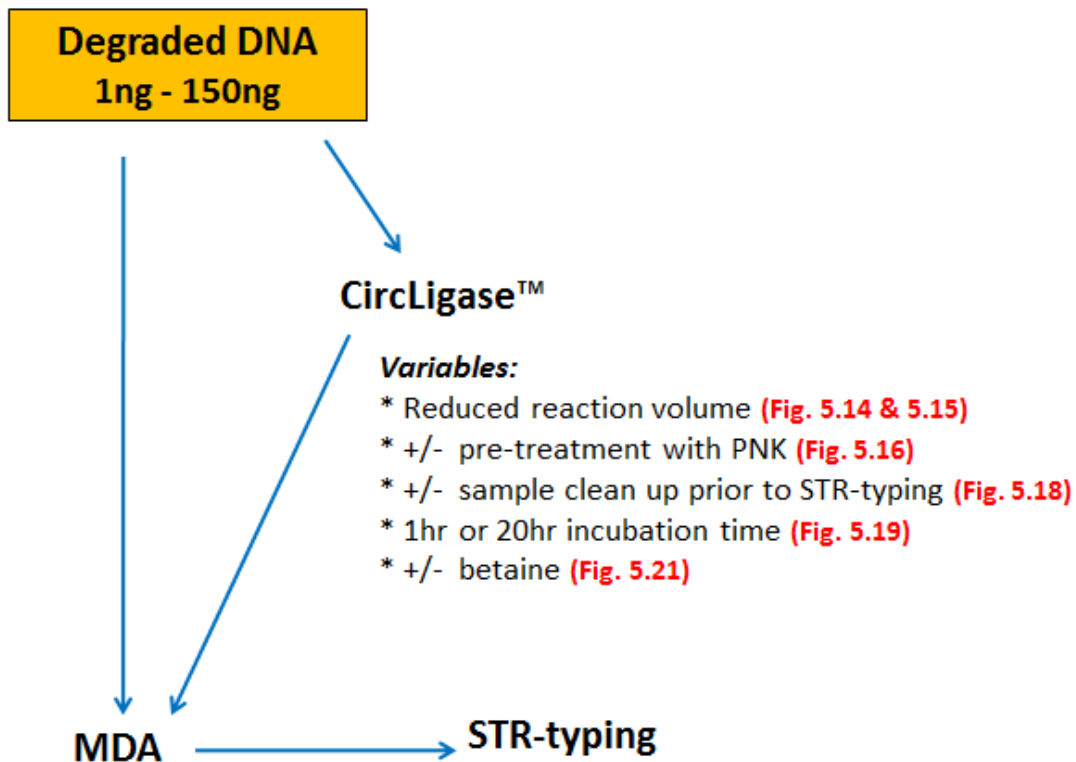 Degraded DNA
1ng - 150ng
CircLigase™
Variables:
* Reduced reaction volume (Fig. 5.14 & 5.15)
* +/- pre-treatment with PNK (Fig. 5.16)
* +/- sample clean up prior to STR-typing (Fig. 5.18)
* 1hr or 20hr incubation time (Fig. 5.19)
* +/- betaine (Fig. 5.21)
MDA
STR-typing